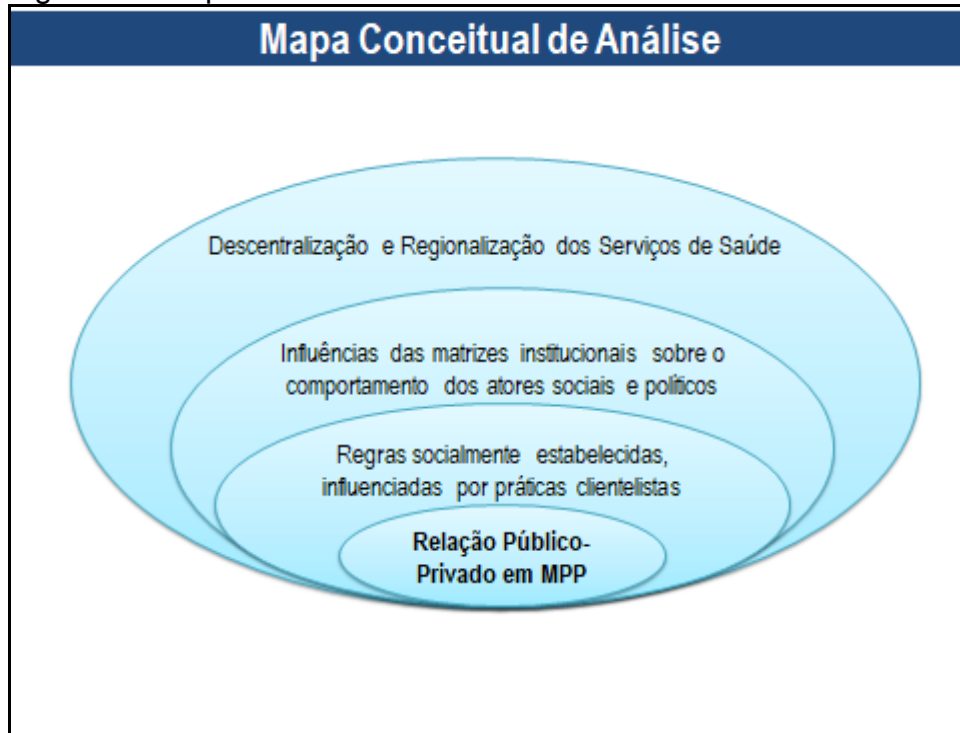 Mapa Conceitual de Análise
Descentralização e Regionalização dos Serviços de Saúde
Influências das matrizes institucionais sobre o
comportamento dos atores sociais e políticos
Regras socialmente estabelecidas,
influenciadas por práticas clientelistas
Relação Público-
Privado em MPP